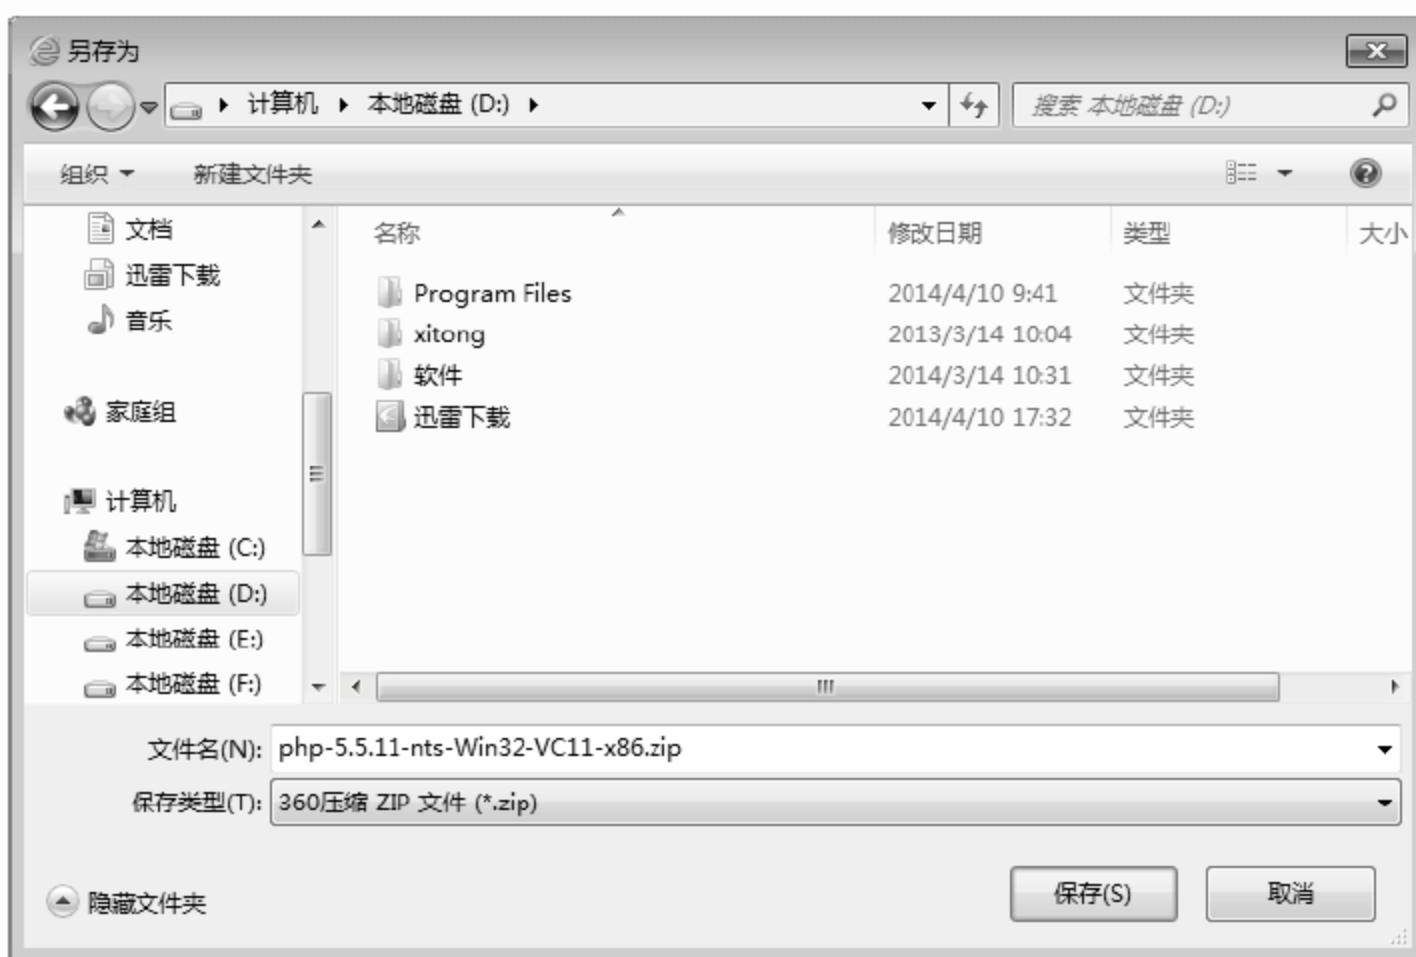 另存为
计算机 本地磁盘 (D:)
搜索 本地磁盘 (D:)
组织 新建文件夹
文档
迅雷下载
音乐
家庭组
计算机
本地磁盘 (C:)
本地磁盘 (D:)
本地磁盘 (E:)
本地磁盘 (F:)
名称 修改日期 类型 大小
Program Files 2014/4/10 9:41 文件夹
xitong 2013/3/14 10:04 文件夹
软件 2014/3/14 10:31 文件夹
迅雷下载 2014/4/10 17:32 文件夹
文件名(N): php-5.5.11-nts-Win32-VC11-x86.zip
保存类型(T): 360压缩 ZIP 文件 (*.zip)
隐藏文件夹
保存(S) 取消